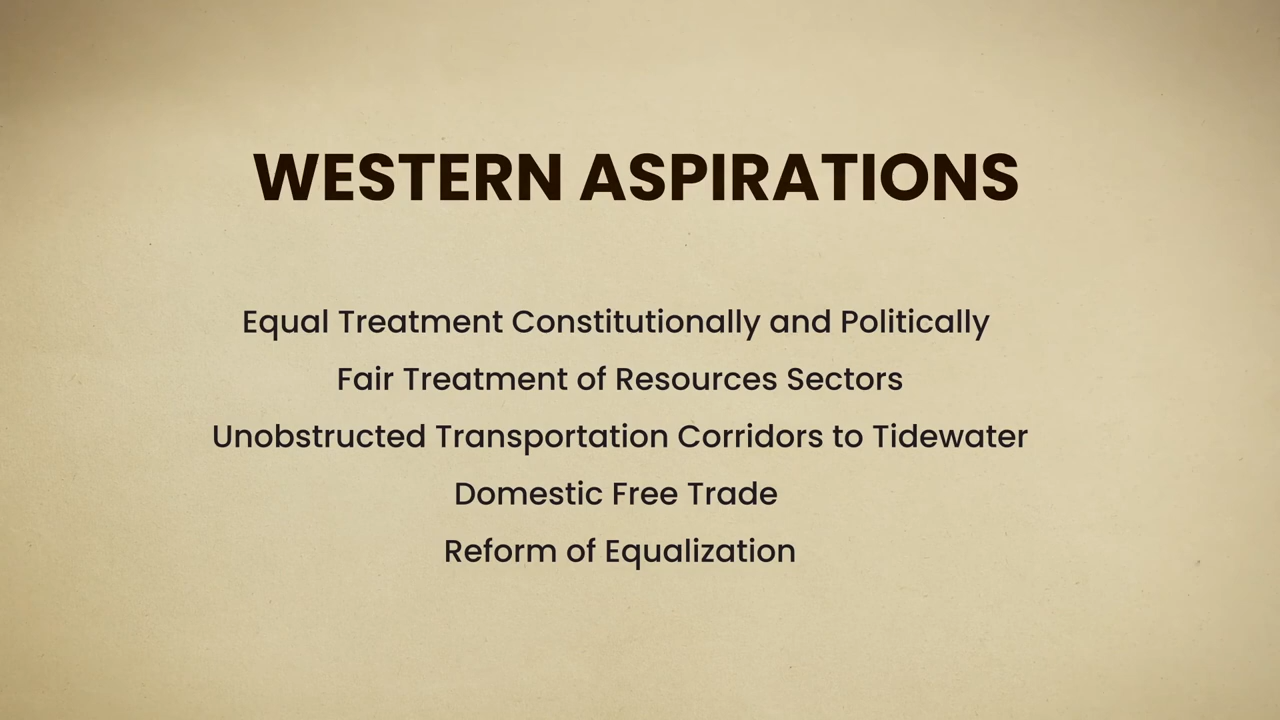 WESTERN ASPIRATIONS
Equal Treatment Constitutionally and Politically
Fair Treatment of Resources Sectors
Unobstructed Transportation Corridors to Tidewater
Domestic Free Trade
Reform of Equalization